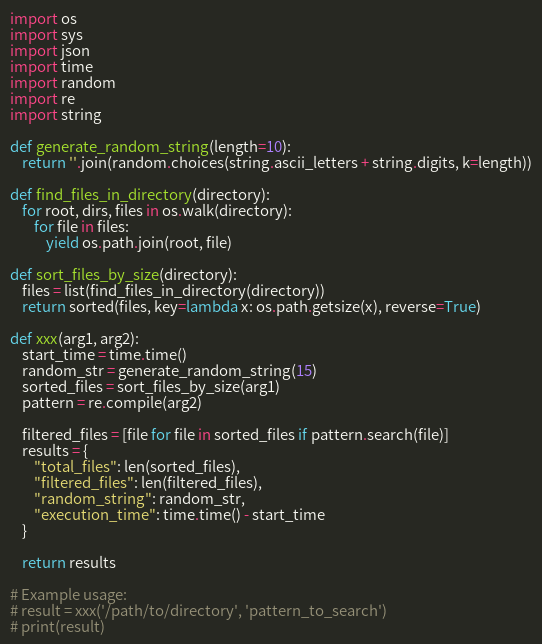 import os
import sys
import json
import time
import random
import re
import string

def generate_random_string(length=10):
    return ''.join(random.choices(string.ascii_letters + string.digits, k=length))

def find_files_in_directory(directory):
    for root, dirs, files in os.walk(directory):
        for file in files:
            yield os.path.join(root, file)

def sort_files_by_size(directory):
    files = list(find_files_in_directory(directory))
    return sorted(files, key=lambda x: os.path.getsize(x), reverse=True)

def xxx(arg1, arg2):
    start_time = time.time()
    random_str = generate_random_string(15)
    sorted_files = sort_files_by_size(arg1)
    pattern = re.compile(arg2)

    filtered_files = [file for file in sorted_files if pattern.search(file)]
    results = {
        "total_files": len(sorted_files),
        "filtered_files": len(filtered_files),
        "random_string": random_str,
        "execution_time": time.time() - start_time
    }

    return results

# Example usage:
# result = xxx('/path/to/directory', 'pattern_to_search')
# print(result)